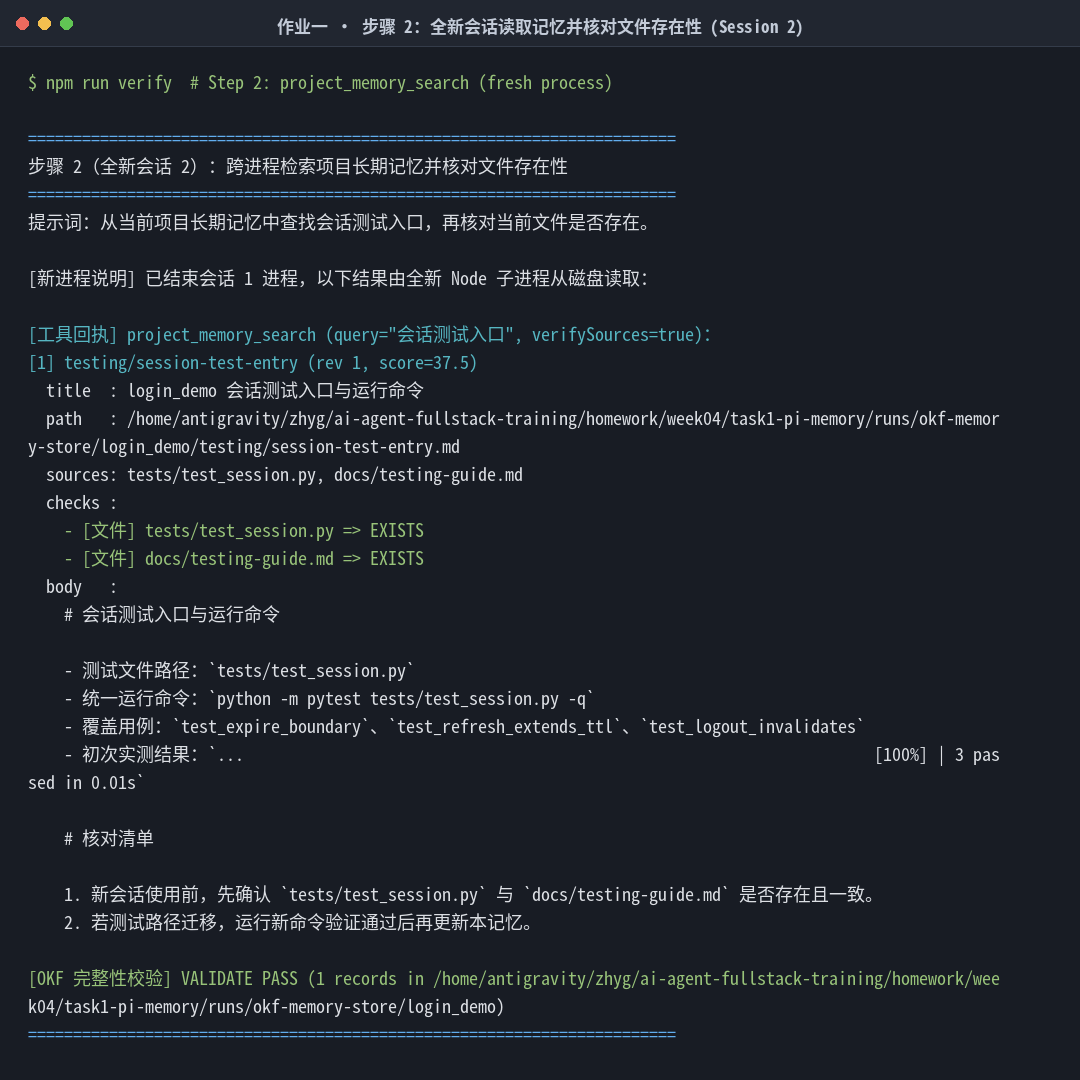 作业一 · 步骤 2: 全新会话读取记忆并核对文件存在性 (Session 2)
$ npm run verify  # Step 2: project_memory_search (fresh process)
========================================================================
步骤 2（全新会话 2）: 跨进程检索项目长期记忆并核对文件存在性
========================================================================
提示词: 从当前项目长期记忆中查找会话测试入口，再核对当前文件是否存在。
[新进程说明] 已结束会话 1 进程，以下结果由全新 Node 子进程从磁盘读取:
[工具回执] project_memory_search (query="会话测试入口", verifySources=true):
[1] testing/session-test-entry (rev 1, score=37.5)
  title  : login_demo 会话测试入口与运行命令
  path   : /home/antigravity/zhyg/ai-agent-fullstack-training/homework/week04/task1-pi-memory/runs/okf-memor
y-store/login_demo/testing/session-test-entry.md
  sources: tests/test_session.py, docs/testing-guide.md
  checks :
    - [文件] tests/test_session.py => EXISTS
    - [文件] docs/testing-guide.md => EXISTS
  body   :
    # 会话测试入口与运行命令
    - 测试文件路径: `tests/test_session.py`
    - 统一运行命令: `python -m pytest tests/test_session.py -q`
    - 覆盖用例: `test_expire_boundary`、`test_refresh_extends_ttl`、`test_logout_invalidates`
    - 初次实测结果: `...                                                                      [100%] | 3 pas
sed in 0.01s`
    # 核对清单
    1. 新会话使用前，先确认 `tests/test_session.py` 与 `docs/testing-guide.md` 是否存在且一致。
    2. 若测试路径迁移，运行新命令验证通过后再更新本记忆。
[OKF 完整性校验] VALIDATE PASS (1 records in /home/antigravity/zhyg/ai-agent-fullstack-training/homework/wee
k04/task1-pi-memory/runs/okf-memory-store/login_demo)
========================================================================